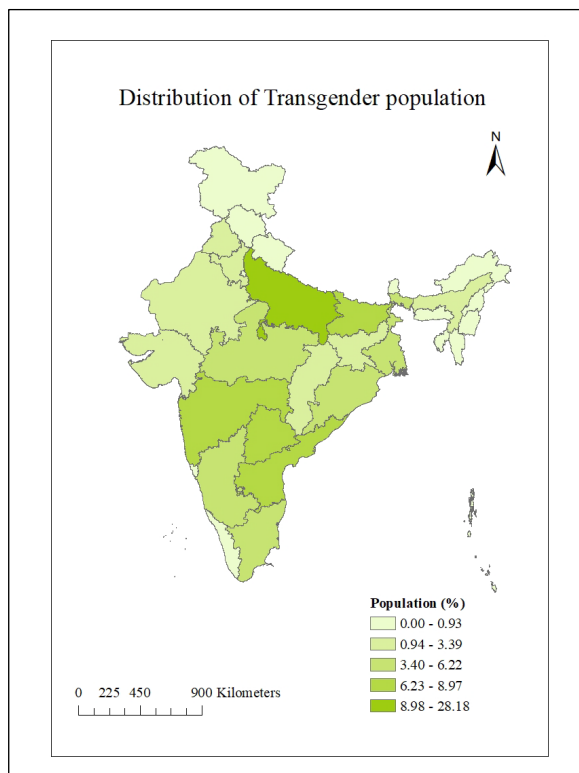 Distribution of Transgender population
N
Population (%)
0.00 - 0.93
0.94 - 3.39
3.40 - 6.22
6.23 - 8.97
8.98 - 28.18
0 225 450 900 Kilometers